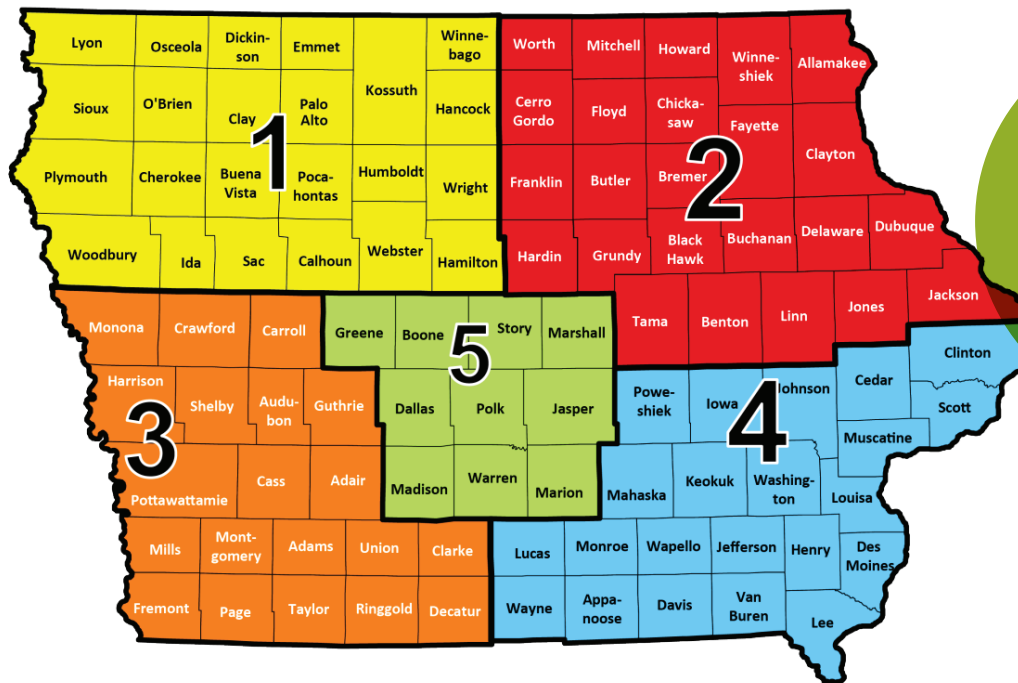 Lyon
Osceola
Dickin-
son
Emmet
Winne-
bago
Kossuth
Sioux
O'Brien
Clay
Palo
Alto
Hancock
1
Plymouth
Cherokee
Buena
Vista
Poca-
hontas
Humboldt
Wright
Woodbury
Ida
Sac
Calhoun
Webster
Hamilton
Worth
Mitchell
Howard
Winne-
shiek
Allamakee
Cerro
Gordo
Floyd
Chicka-
saw
Fayette
Clayton
2
Franklin
Butler
Bremer
Hardin
Grundy
Black
Hawk
Buchanan
Delaware
Dubuque
Tama
Benton
Linn
Jones
Jackson
Monona
Crawford
Carroll
Harrison
Shelby
Audu-
bon
Guthrie
3
Pottawattamie
Cass
Adair
Mills
Mont-
gomery
Adams
Union
Clarke
Fremont
Page
Taylor
Ringgold
Decatur
Greene
Boone
Story
Marshall
5
Dallas
Polk
Jasper
Madison
Warren
Marion
Clinton
Powe-
shiek
Iowa
Johnson
Cedar
Scott
4
Muscatine
Mahaska
Keokuk
Washing-
ton
Louisa
Lucas
Monroe
Wapello
Jefferson
Henry
Des
Moines
Wayne
Appa-
noose
Davis
Van
Buren
Lee